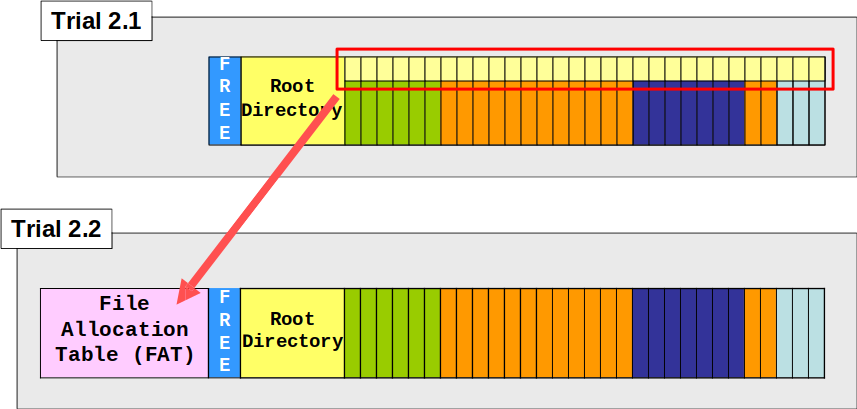 Trial 2.1
F
R
E
E
Root
Directory
Trial 2.2
File
Allocation
Table (FAT)
F
R
E
E
Root
Directory